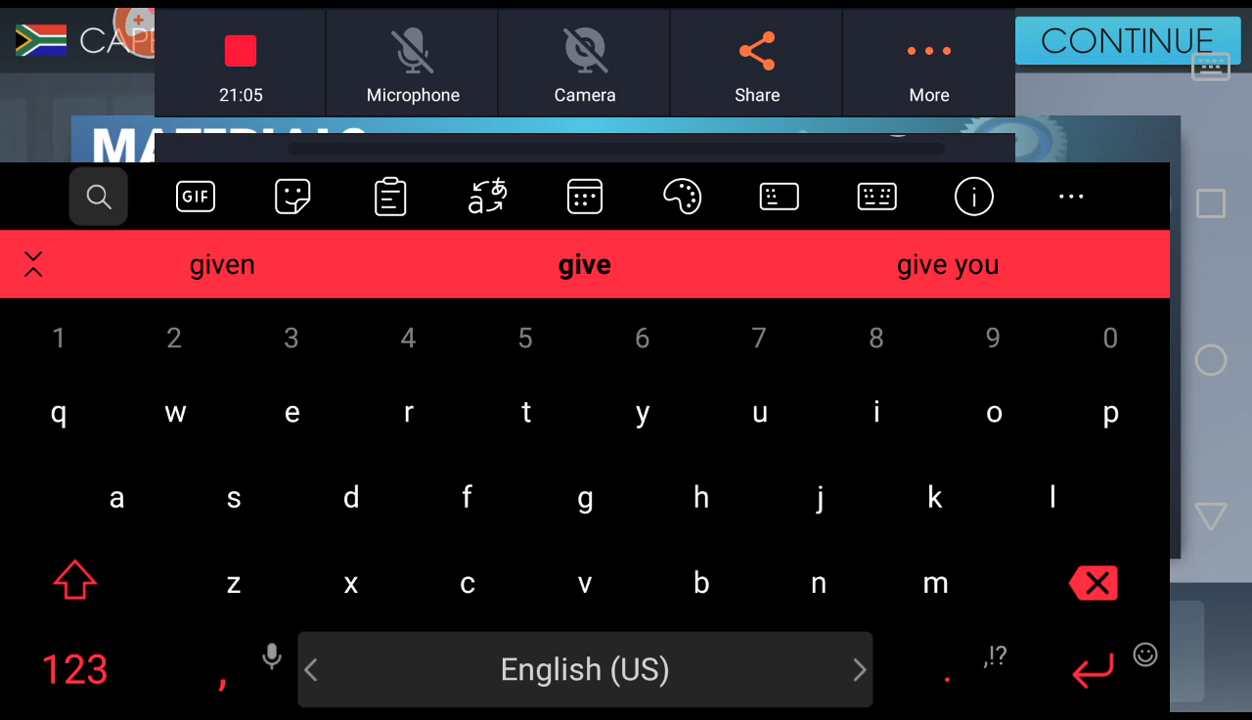 CAPE
CONTINUE
21:05
Microphone
Camera
Share
More
GIF
given
give
give you
1 2 3 4 5 6 7 8 9 0
q w e r t y u i o p
a s d f g h j k l
z x c v b n m
123 , English (US) . ,!?